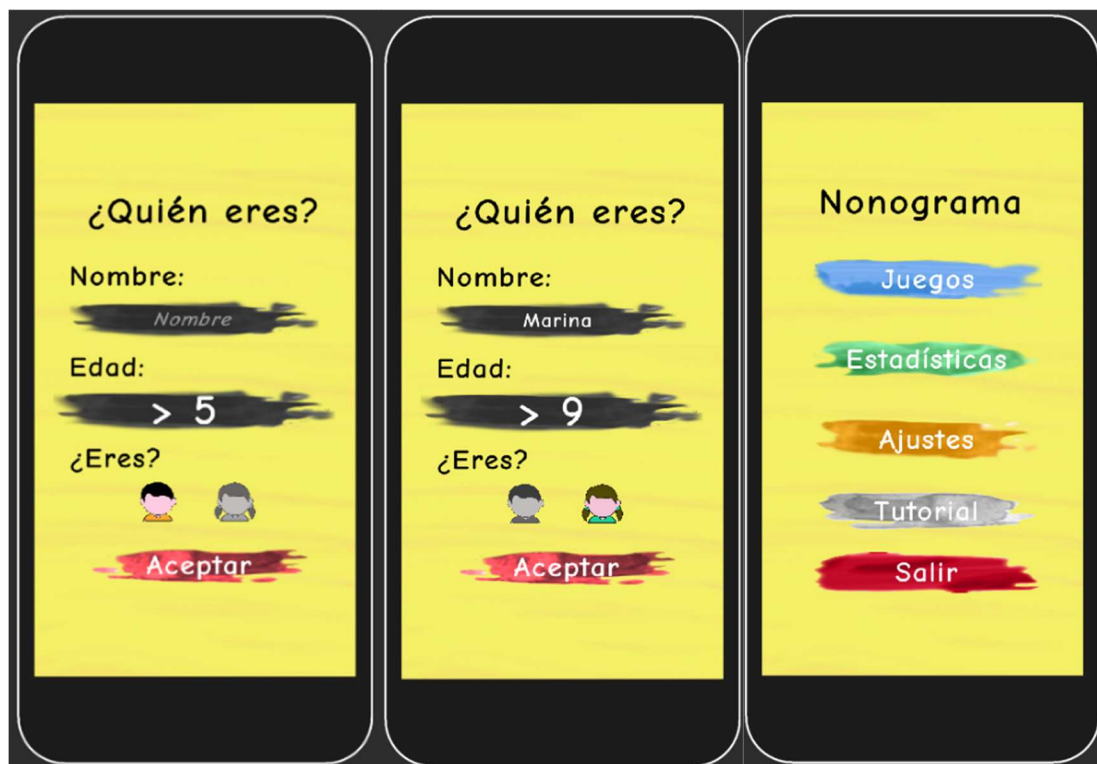 ¿Quién eres?
Nombre:
Nombre
Edad:
> 5
¿Eres?
Aceptar
¿Quién eres?
Nombre:
Marina
Edad:
> 9
¿Eres?
Aceptar
Nonograma
Juegos
Estadísticas
Ajustes
Tutorial
Salir